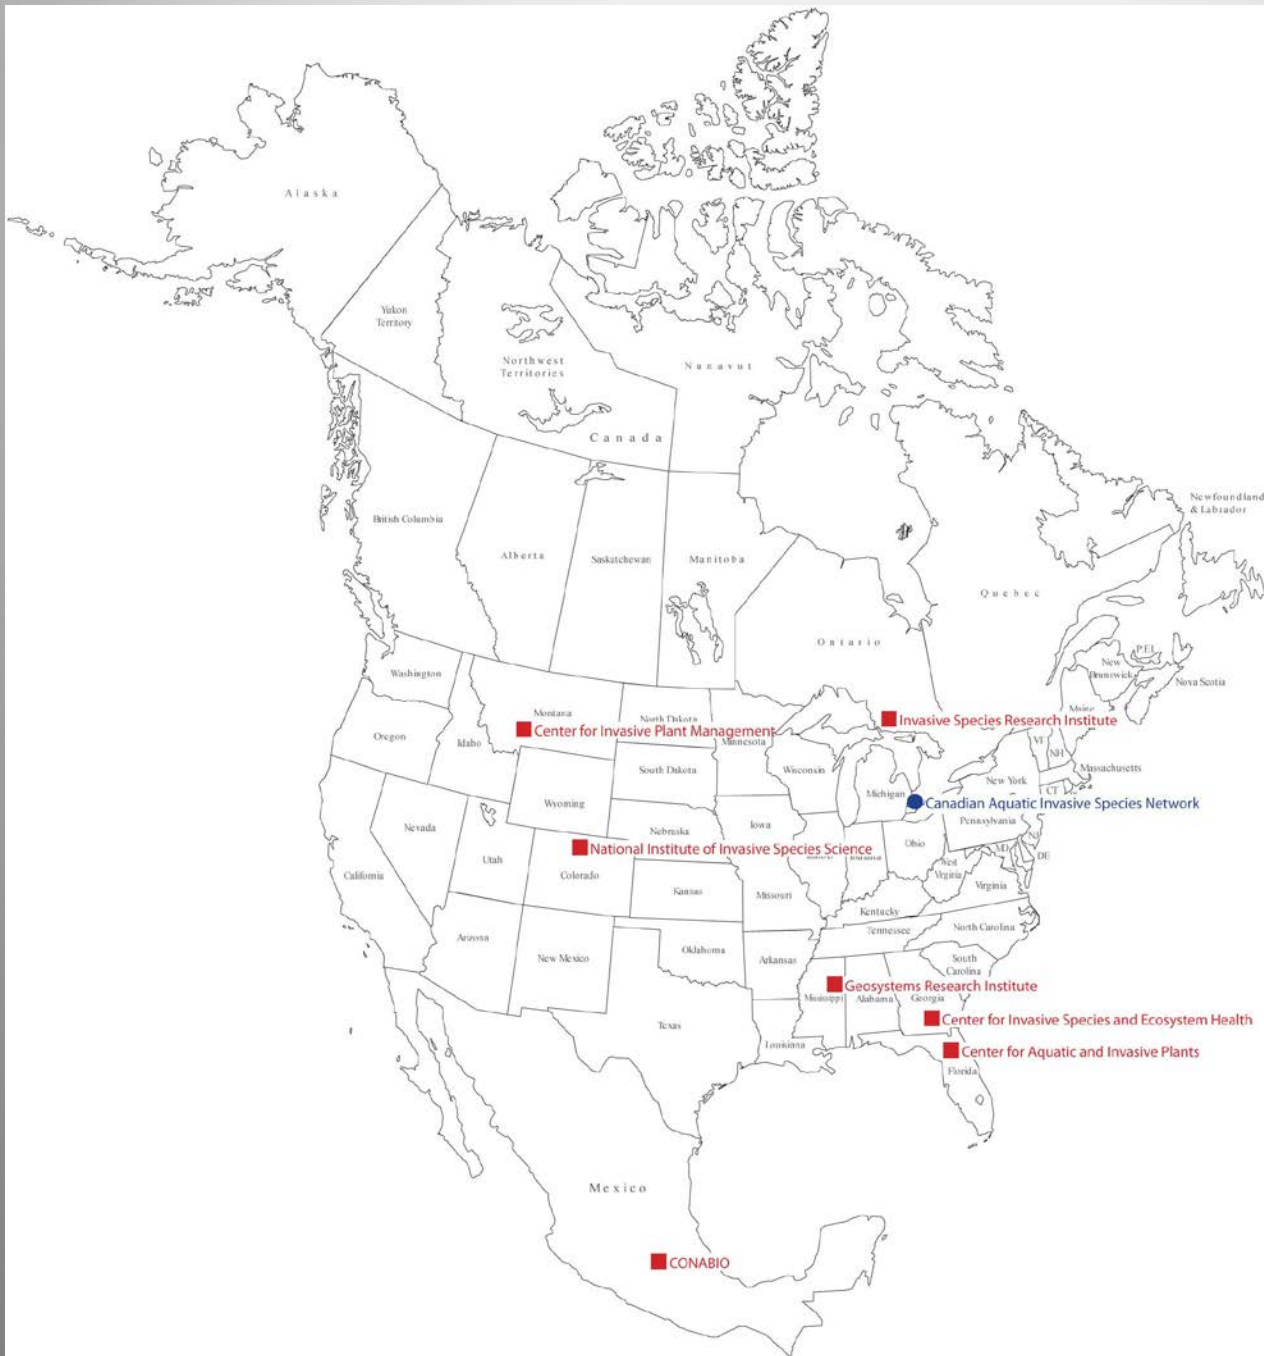 Alaska
Yukon
Territory
Northwest
Territories
Nunavut
Canada
Newfoundland
& Labrador
British Columbia
Alberta
Saskatchewan
Manitoba
Quebec
Ontario
P.E.I.
New
Brunswick
Nova Scotia
Washington
Montana
North Dakota
Maine
Invasive Species Research Institute
Center for Invasive Plant Management
Oregon
Idaho
Minnesota
VT
NH
Wisconsin
South Dakota
Massachusetts
New York
CT
Michigan
Canadian Aquatic Invasive Species Network
Wyoming
Pennsylvania
Nevada
Nebraska
Iowa
NJ
Ohio
MD
DE
National Institute of Invasive Species Science
Utah
Indiana
West
Virginia
California
Colorado
Kansas
Missouri
Virginia
Kentucky
Tennessee
North Carolina
Arizona
New Mexico
Oklahoma
Arkansas
South
Carolina
Geosystems Research Institute
Mississippi
Alabama
Georgia
Texas
Center for Invasive Species and Ecosystem Health
Louisiana
Center for Aquatic and Invasive Plants
Florida
Mexico
CONABIO